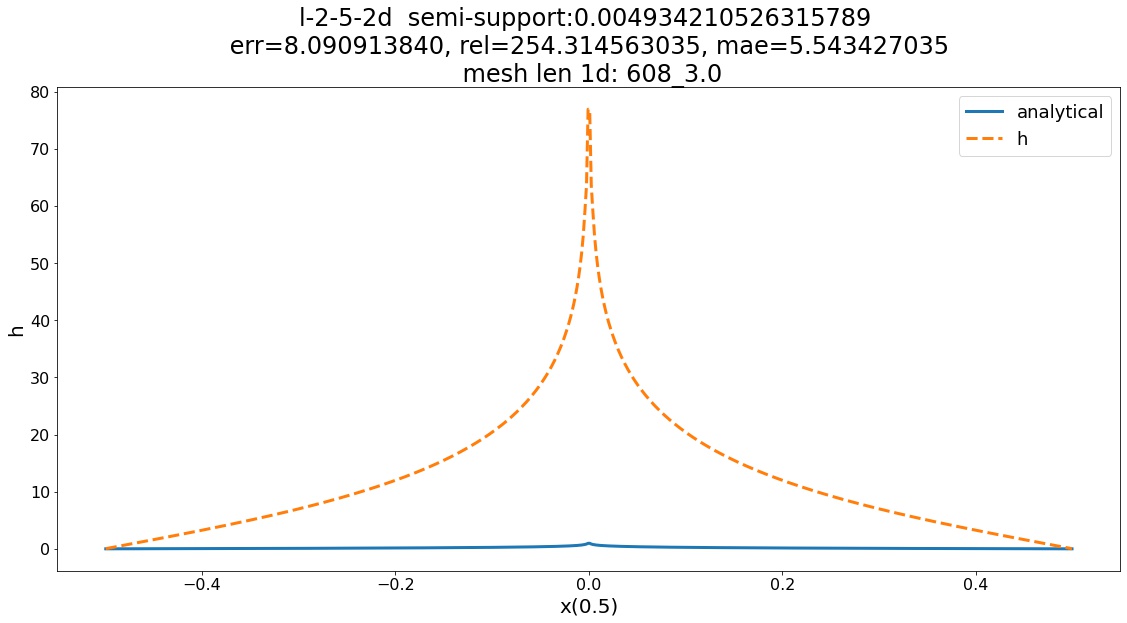 l-2-5-2d  semi-support:0.004934210526315789
err=8.090913840, rel=254.314563035, mae=5.543427035
mesh len 1d: 608_3.0
80
70
60
50
40
30
20
10
0
h
analytical
h
−0.4
−0.2
0.0
0.2
0.4
x(0.5)